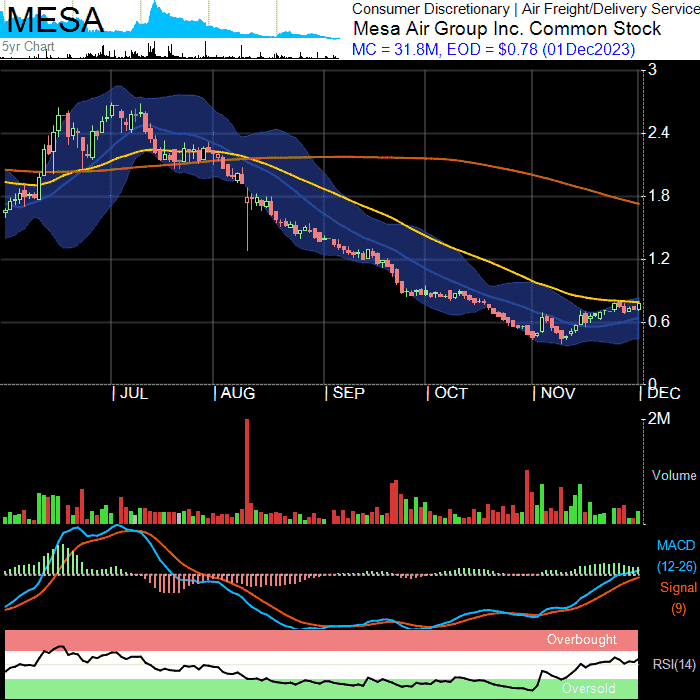 MESA
Consumer Discretionary | Air Freight/Delivery Service
Mesa Air Group Inc. Common Stock
5yr Chart
MC = 31.8M, EOD = $0.78 (01Dec2023)
3
2.4
1.8
1.2
0.6
0
| JUL
| AUG
| SEP
| OCT
| NOV
| DEC
2M
Volume
MACD
(12-26)
Signal
(9)
Overbought
RSI(14)
Oversold